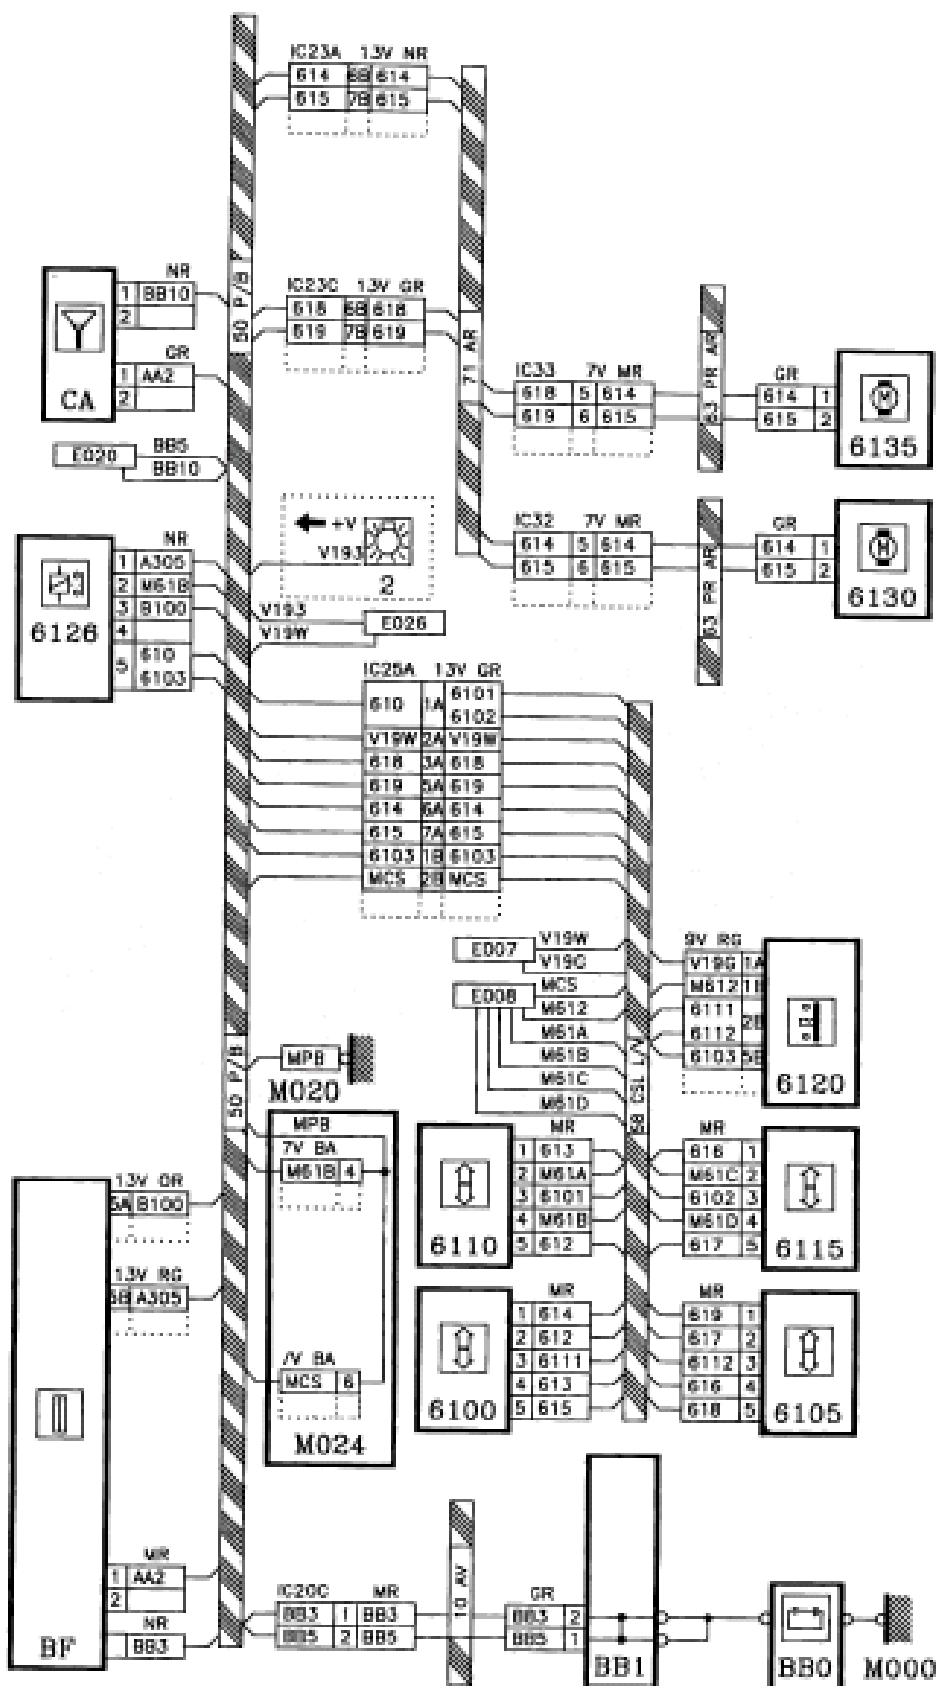 IC23A 13V NR
614 6B 614
615 7B 615
50 P/B
NR
1 BB10
2
GR
1 AA2
2
CA
IC23C 13V GR
618 6B 618
619 7B 619
71 AR
63 PR AR
IC33 7V MR
618 5 614
619 6 615
GR
614 1
615 2
6135
E020
BB5
BB10
+V
V193
2
IC32 7V MR
614 5 614
615 6 615
63 PR AR
GR
614 1
615 2
6130
NR
1 A305
2 M61B
3 B100
4
5 610
6103
6126
V193
V19W
E026
IC25A 13V GR
610 1A 6101
6102
V19W 2A V19W
618 3A 618
619 5A 619
614 6A 614
615 7A 615
6103 1B 6103
MCS 2B MCS
E007
V19W
V19G
E008
MCS
M612
M61A
M61B
M61C
M61D
9V RG
V19G 1A
M612 1B
6111
6112 2B
6103 5B
6120
58 CSL L/V
50 P/B
MPB
M020
MPB
7V BA
M61B 4
7V BA
MCS 6
M024
MR
1 613
2 M61A
3 6101
4 M61B
5 612
6110
MR
616 1
M61C 2
6102 3
M61D 4
617 5
6115
MR
1 614
2 612
3 6111
4 613
5 615
6100
MR
619 1
617 2
6112 3
616 4
618 5
6105
13V OR
5A B100
13V RG
A305
MR
1 AA2
2
NR
BB3
BF
IC20C MR
BB3 1 BB3
BB5 2 BB5
10 AV
GR
BB3 2
BB5 1
BB1
BB0
M000